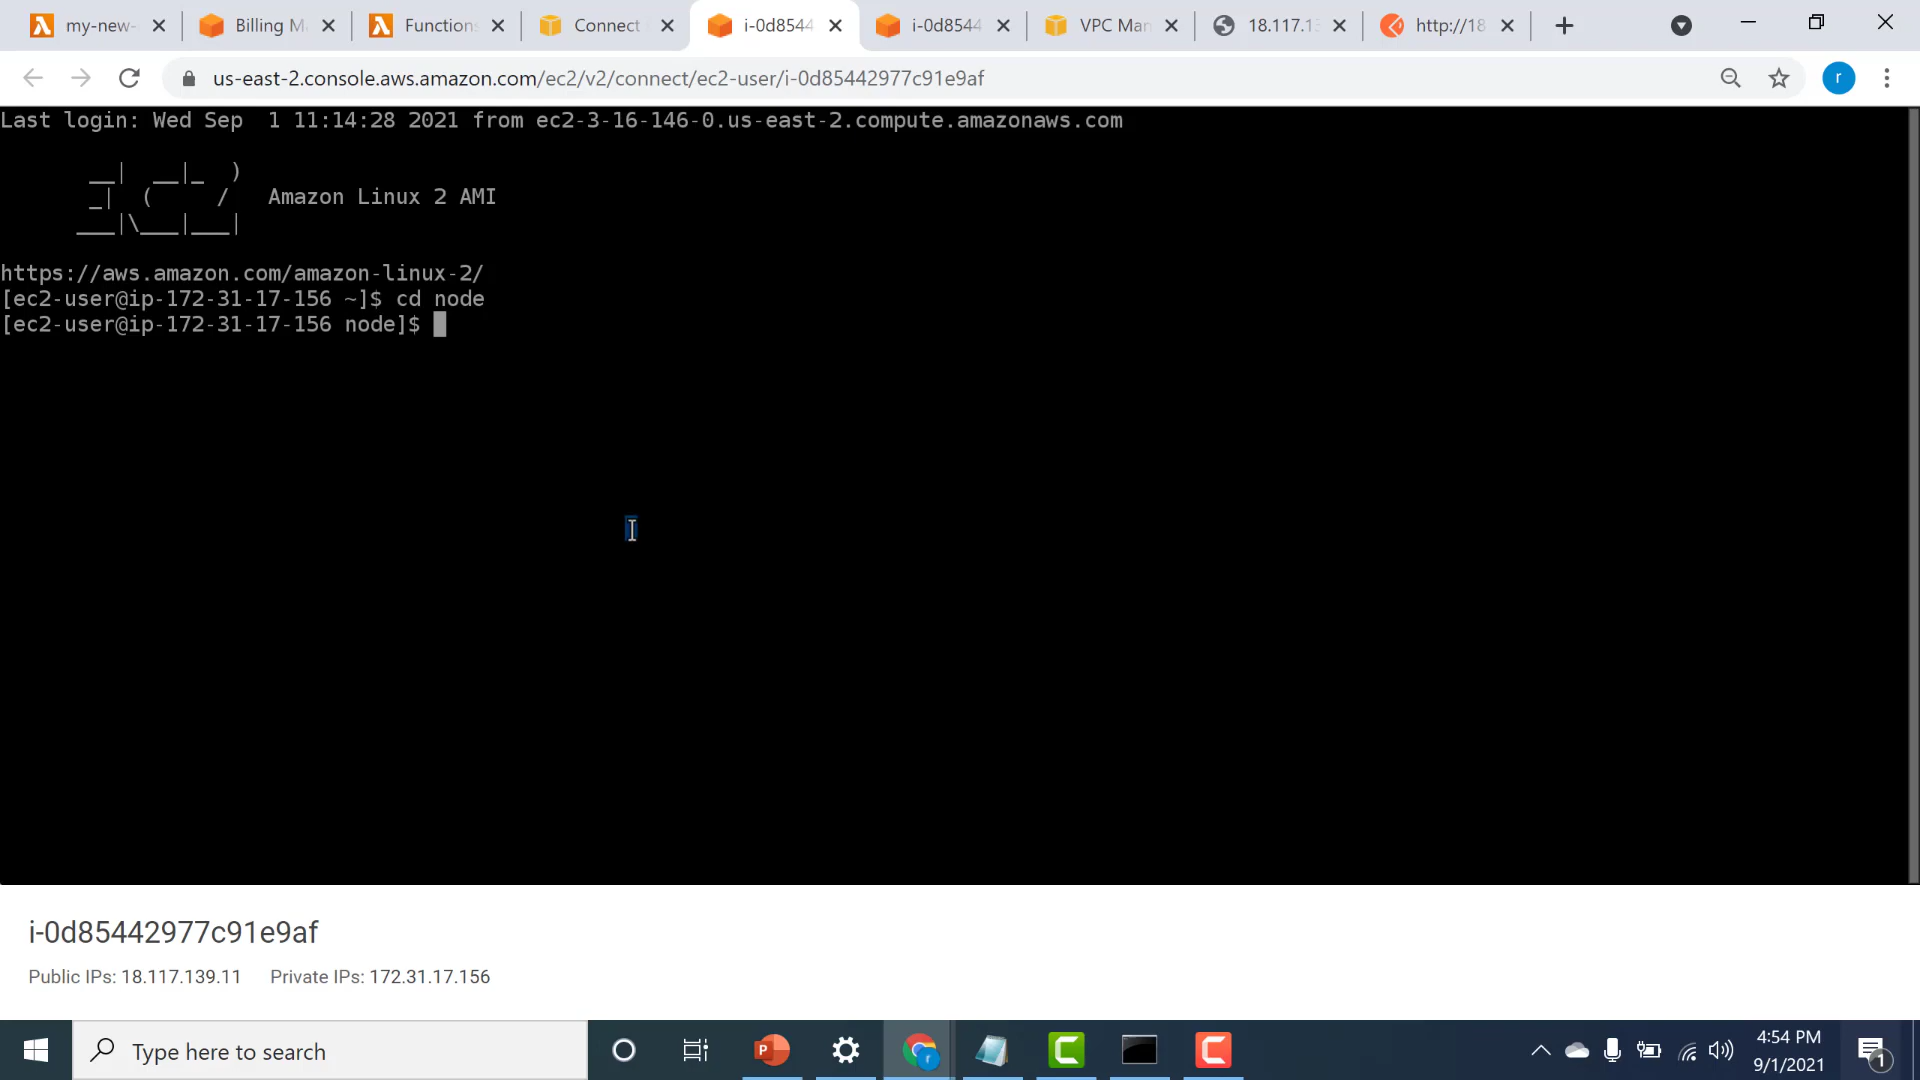 my-new-
Billing M
Functions
Connect
i-0d8544
i-0d8544
VPC Man
18.117.13
http://18
us-east-2.console.aws.amazon.com/ec2/v2/connect/ec2-user/i-0d85442977c91e9af
r
Last login: Wed Sep  1 11:14:28 2021 from ec2-3-16-146-0.us-east-2.compute.amazonaws.com
       __|  __|_  )
       _|  (     /   Amazon Linux 2 AMI
      ___|\___|___|
https://aws.amazon.com/amazon-linux-2/
[ec2-user@ip-172-31-17-156 ~]$ cd node
[ec2-user@ip-172-31-17-156 node]$
i-0d85442977c91e9af
Public IPs: 18.117.139.11 Private IPs: 172.31.17.156
Type here to search
P
r
4:54 PM
9/1/2021
1